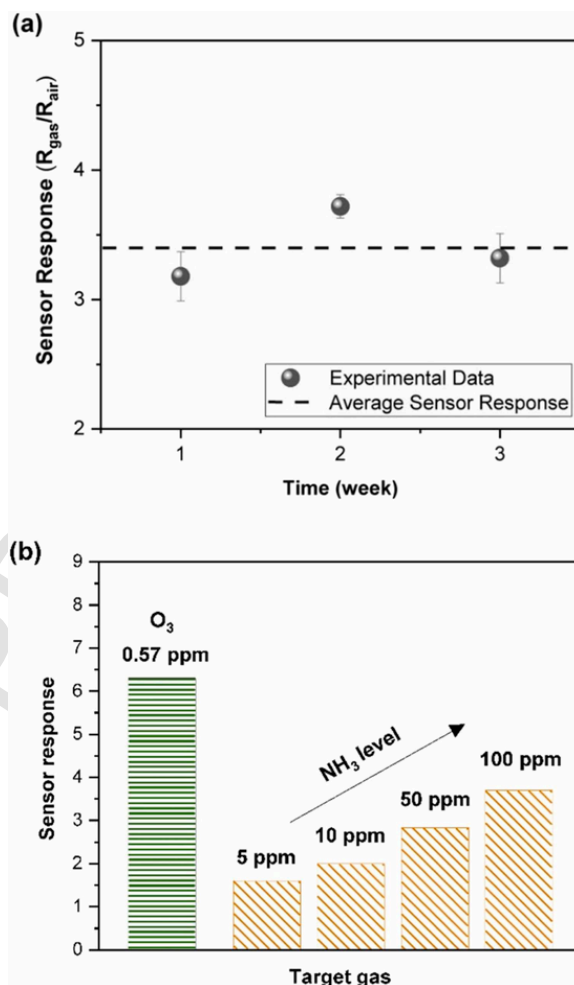 (a)
Sensor Response (R_gas/R_air)
5
4
3
2
Experimental Data
Average Sensor Response
1 2 3
Time (week)
(b)
Sensor response
9
8
7
6
5
4
3
2
1
0
O₃
0.57 ppm
NH₃ level
5 ppm
10 ppm
50 ppm
100 ppm
Target gas